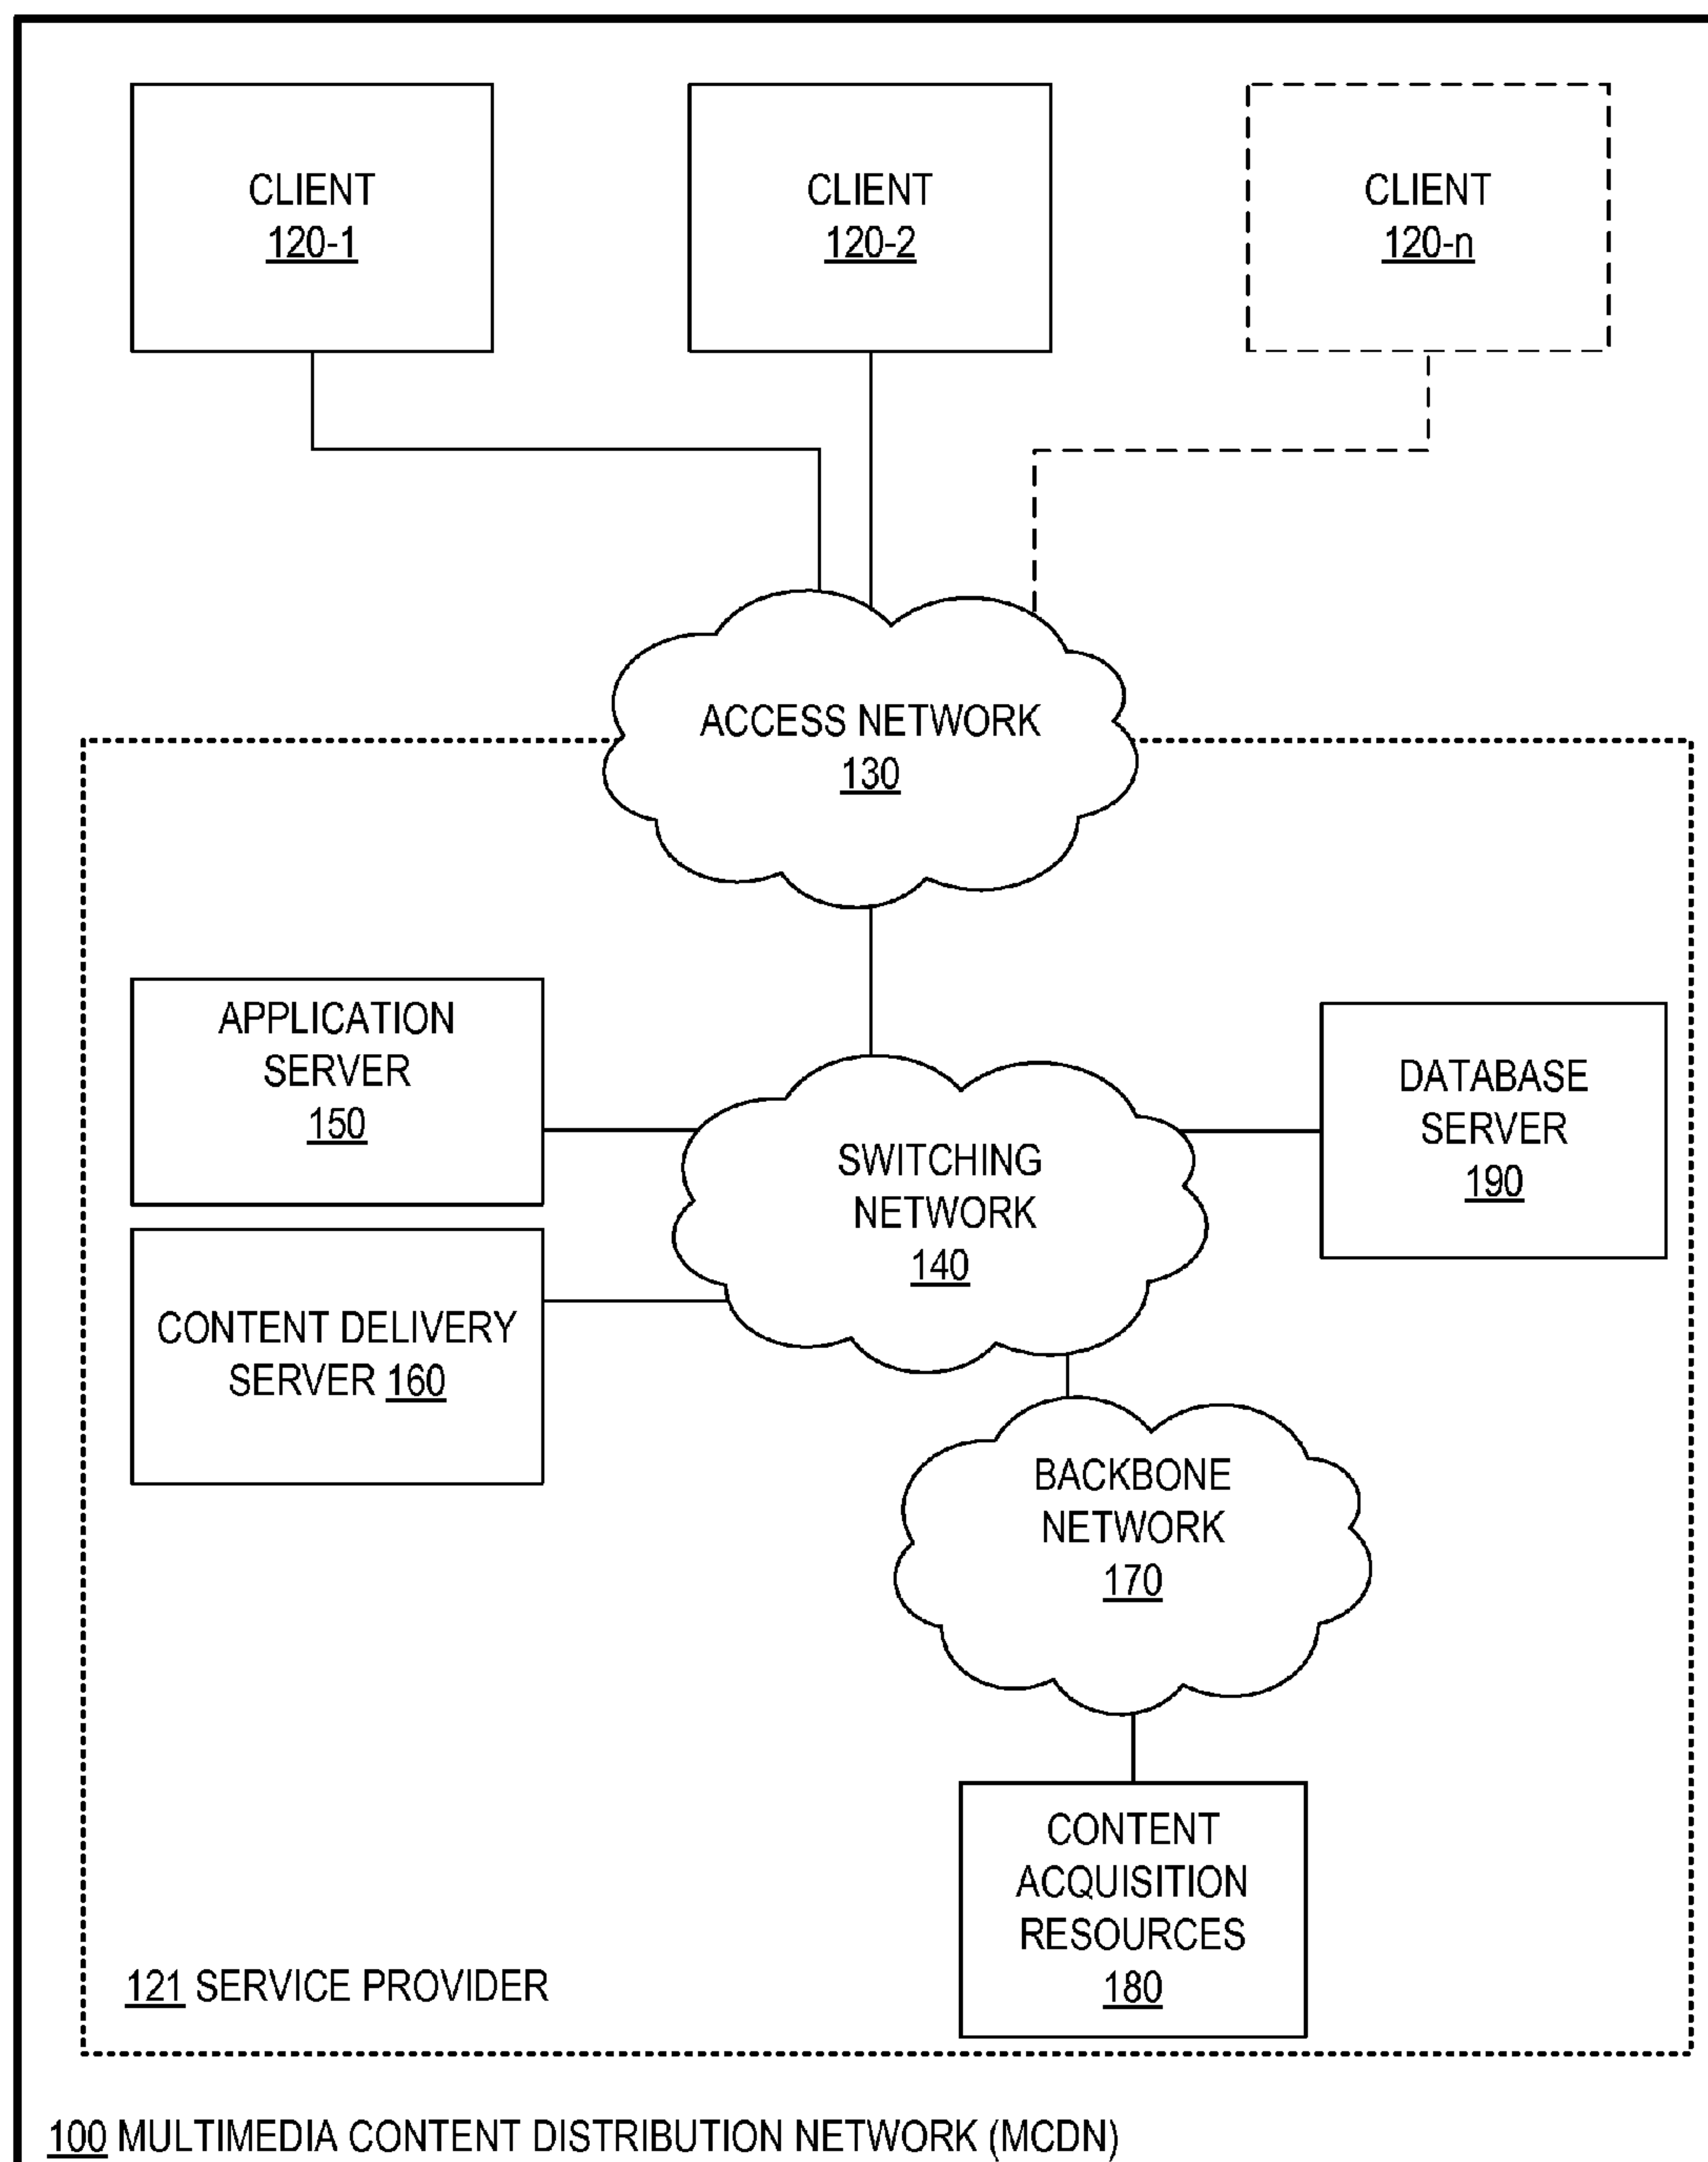 CLIENT
120-1
CLIENT
120-2
CLIENT
120-n
ACCESS NETWORK
130
APPLICATION
SERVER
150
DATABASE
SERVER
190
SWITCHING
NETWORK
140
CONTENT DELIVERY
SERVER 160
BACKBONE
NETWORK
170
CONTENT
ACQUISITION
RESOURCES
180
121 SERVICE PROVIDER
100 MULTIMEDIA CONTENT DISTRIBUTION NETWORK (MCDN)